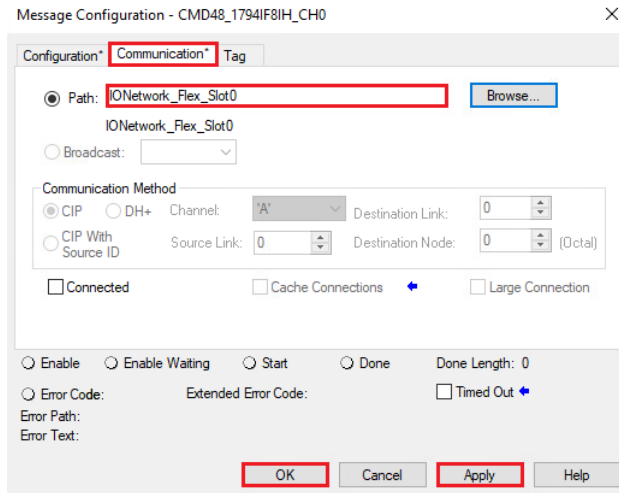 Message Configuration - CMD48_1794IF8IH_CH0
Configuration* Communication* Tag
Path: IONetwork_Flex_Slot0 Browse...
IONetwork_Flex_Slot0
Broadcast:
Communication Method
CIP DH+ Channel: 'A' Destination Link: 0
CIP With Source ID Source Link: 0 Destination Node: 0 (Octal)
Connected Cache Connections Large Connection
Enable Enable Waiting Start Done Done Length: 0
Error Code: Extended Error Code: Timed Out
Error Path:
Error Text:
OK Cancel Apply Help